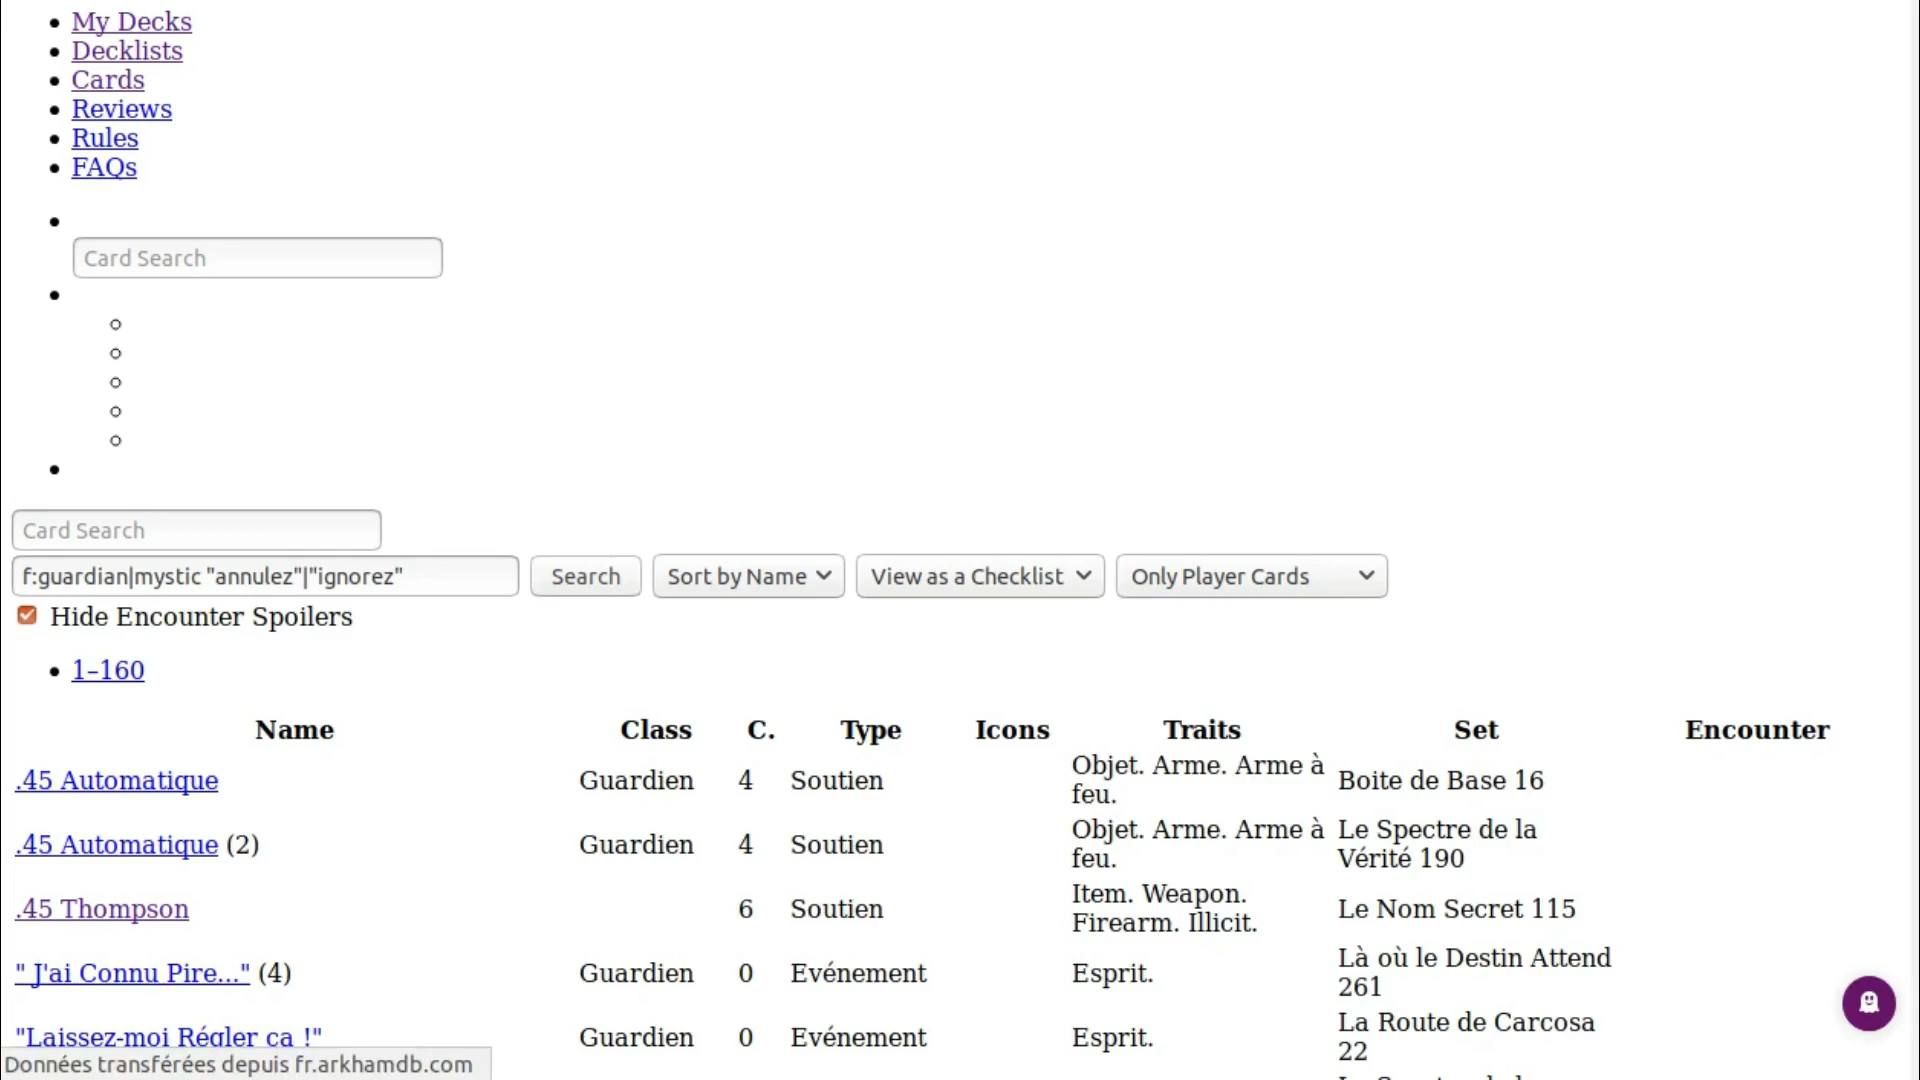 My Decks
Decklists
Cards
Reviews
Rules
FAQs
Card Search
Card Search
f:guardian|mystic "annulez"|"ignorez" Search Sort by Name View as a Checklist Only Player Cards
Hide Encounter Spoilers
1–160
Name Class C. Type Icons Traits Set Encounter
.45 Automatique Guardien 4 Soutien Objet. Arme. Arme à feu. Boite de Base 16
.45 Automatique (2) Guardien 4 Soutien Objet. Arme. Arme à feu. Le Spectre de la Vérité 190
.45 Thompson 6 Soutien Item. Weapon. Firearm. Illicit. Le Nom Secret 115
" J'ai Connu Pire..." (4) Guardien 0 Evénement Esprit. Là où le Destin Attend 261
"Laissez-moi Régler ça !" Guardien 0 Evénement Esprit. La Route de Carcosa 22
Données transférées depuis fr.arkhamdb.com